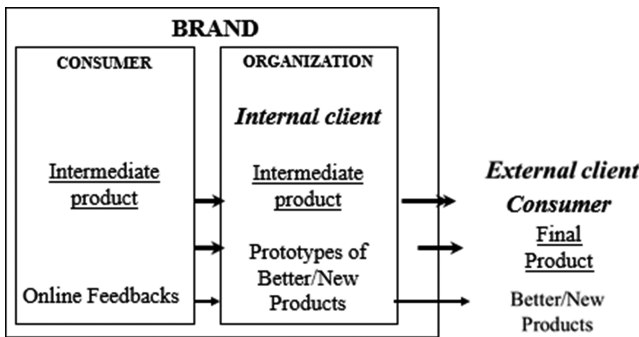 BRAND
CONSUMER
Intermediate
product
Online Feedbacks
ORGANIZATION
Internal client
Intermediate
product
Prototypes of
Better/New
Products
External client
Consumer
Final
Product
Better/New
Products